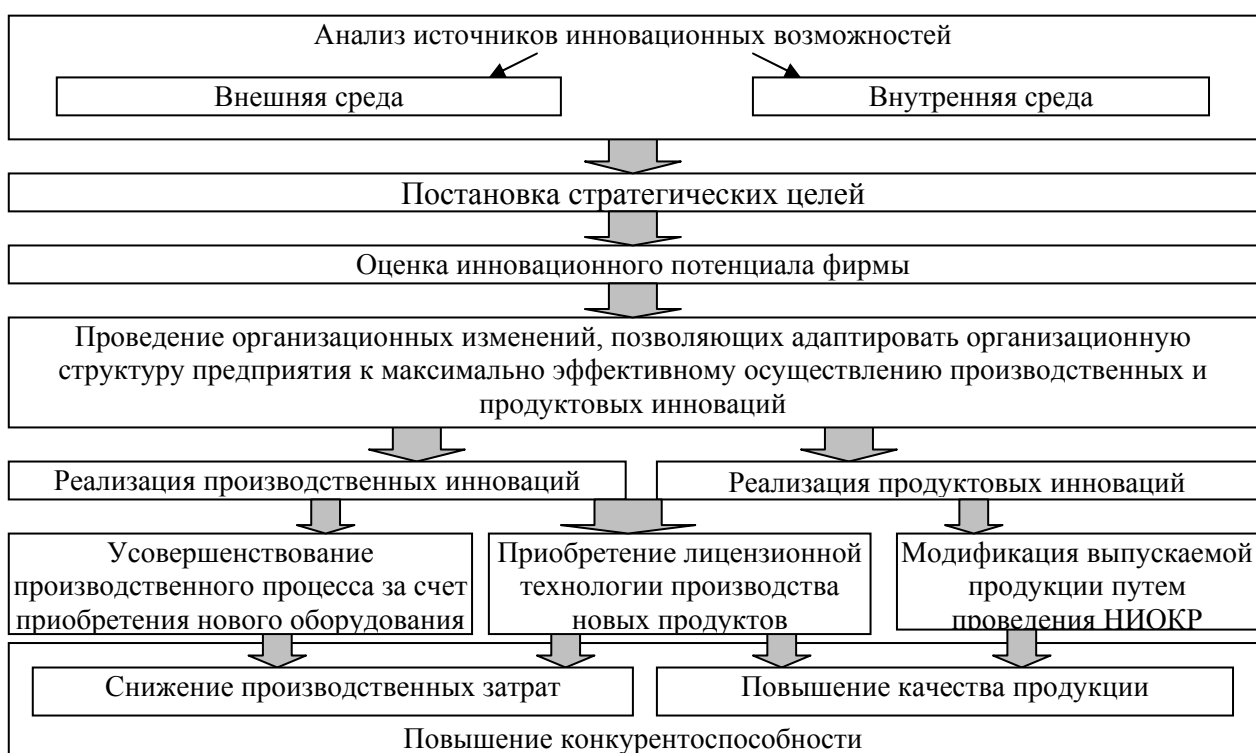 Анализ источников инновационных возможностей
Внешняя среда
Внутренняя среда
Постановка стратегических целей
Оценка инновационного потенциала фирмы
Проведение организационных изменений, позволяющих адаптировать организационную
структуру предприятия к максимально эффективному осуществлению производственных и
продуктовых инноваций
Реализация производственных инноваций
Реализация продуктовых инноваций
Усовершенствование
производственного процесса за счет
приобретения нового оборудования
Приобретение лицензионной
технологии производства
новых продуктов
Модификация выпускаемой
продукции путем
проведения НИОКР
Снижение производственных затрат
Повышение качества продукции
Повышение конкурентоспособности